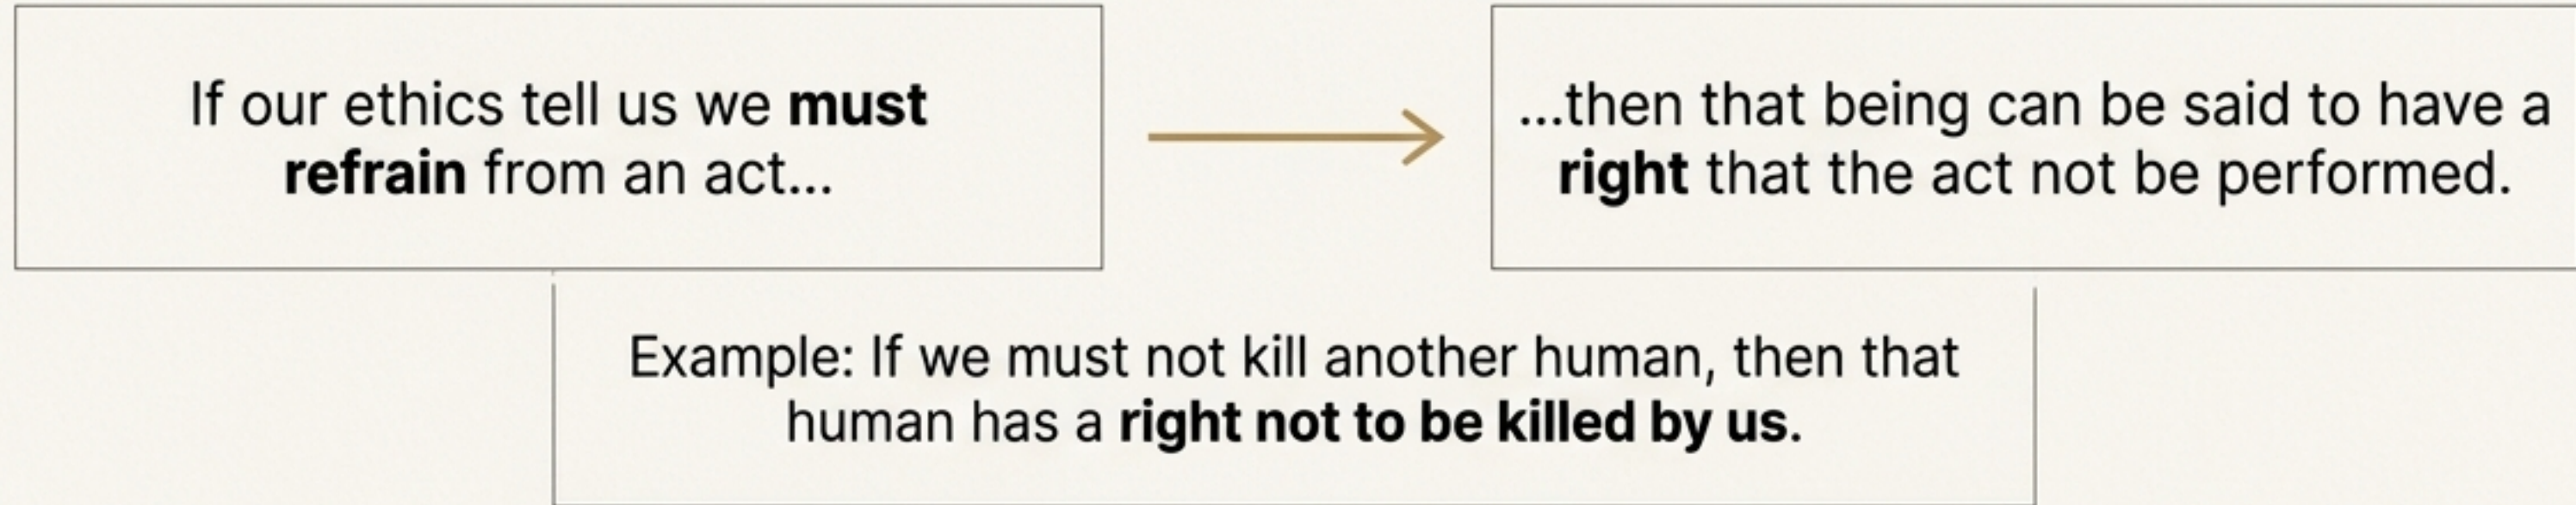 If our ethics tell us we must
refrain from an act...
...then that being can be said to have a
right that the act not be performed.
Example: If we must not kill another human, then that
human has a right not to be killed by us.